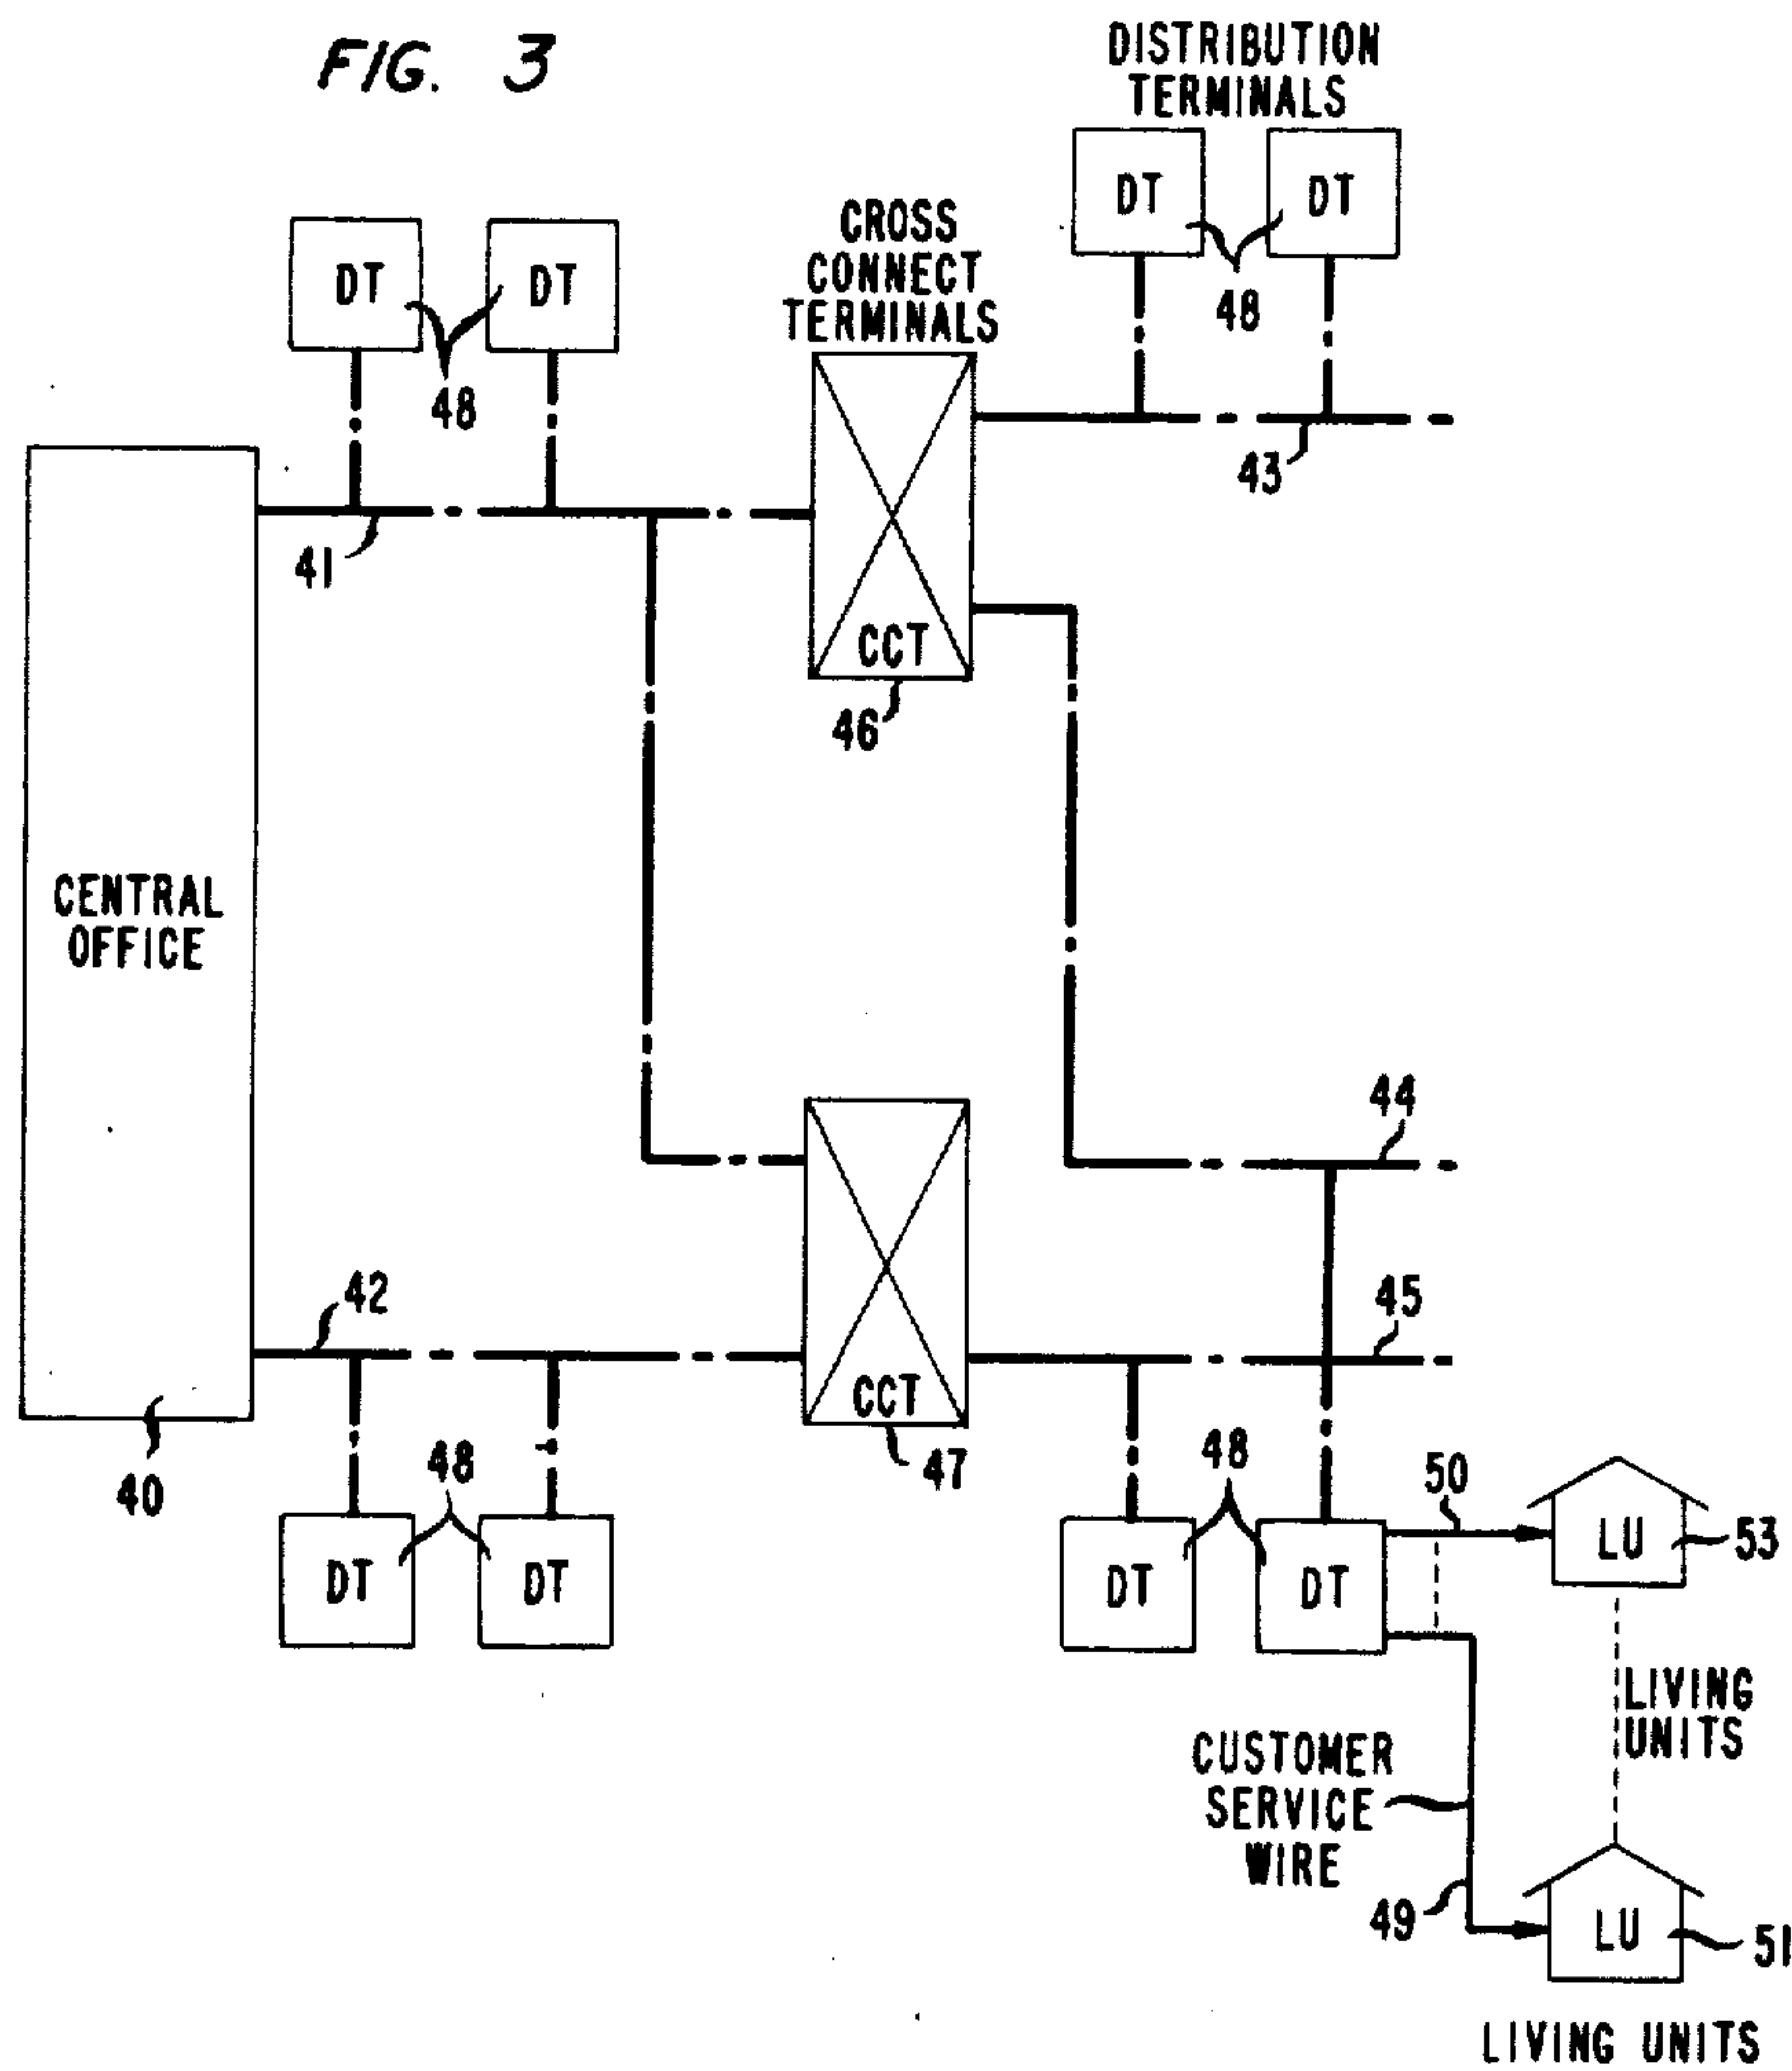 FIG. 3
DISTRIBUTION
TERMINALS
DT
DT
48
CROSS
CONNECT
TERMINALS
DT
DT
48
43
41
CCT
46
CENTRAL
OFFICE
44
42
45
CCT
47
40
48
48
50
DT
DT
DT
DT
LU
53
LIVING
UNITS
CUSTOMER
SERVICE
WIRE
49
LU
51
LIVING UNITS